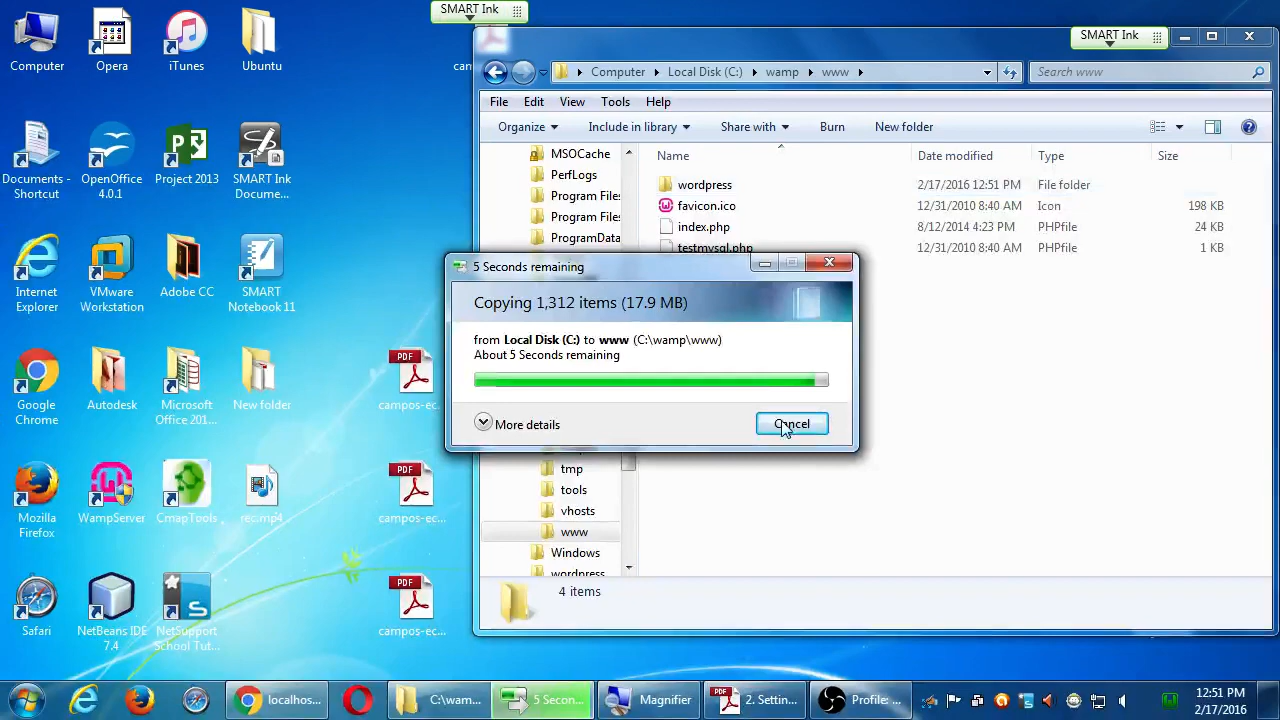 SMART Ink
SMART Ink
Computer
Opera
iTunes
Ubuntu
cam
Documents - Shortcut
OpenOffice 4.0.1
Project 2013
SMART Ink Docume...
Internet Explorer
VMware Workstation
Adobe CC
SMART Notebook 11
Google Chrome
Autodesk
Microsoft Office 201...
New folder
campos-ec...
Mozilla Firefox
WampServer
CmapTools
rec.mp4
campos-ec...
Safari
NetBeans IDE 7.4
NetSupport School Tut...
campos-ec...
PDF
PDF
PDF
Computer
Local Disk (C:)
wamp
www
Search www
File
Edit
View
Tools
Help
Organize
Include in library
Share with
Burn
New folder
MSOCache
PerfLogs
Program Files
Program Files
ProgramData
Name
Date modified
Type
Size
wordpress
2/17/2016 12:51 PM
File folder
favicon.ico
12/31/2010 8:40 AM
Icon
198 KB
index.php
8/12/2014 4:23 PM
PHPfile
24 KB
testmysql.php
12/31/2010 8:40 AM
PHPfile
1 KB
5 Seconds remaining
Copying 1,312 items (17.9 MB)
from Local Disk (C:) to www (C:\wamp\www)
About 5 Seconds remaining
More details
Cancel
tmp
tools
vhosts
www
Windows
wordpress
4 items
localhos...
C:\wam...
5 Secon...
Magnifier
PDF
2. Settin...
Profile: ...
12:51 PM
2/17/2016